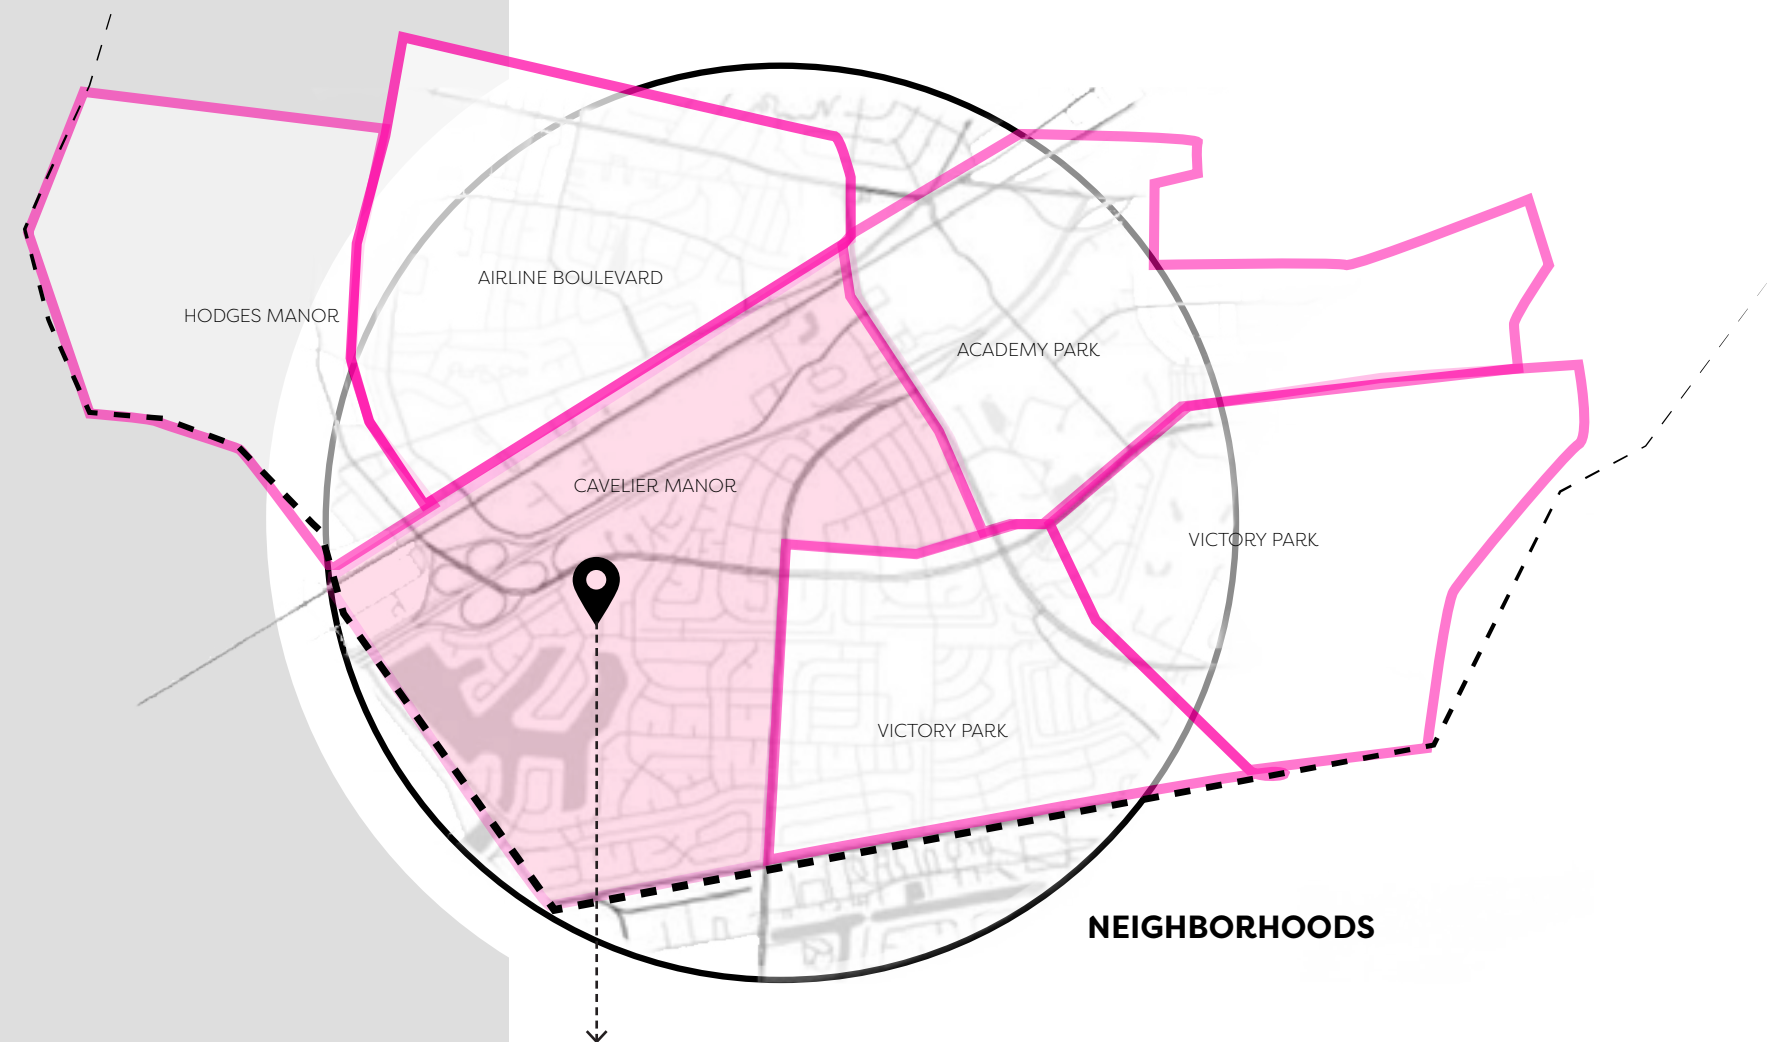 AIRLINE BOULEVARD
HODGES MANOR
ACADEMY PARK
CAVELIER MANOR
VICTORY PARK
VICTORY PARK
NEIGHBORHOODS